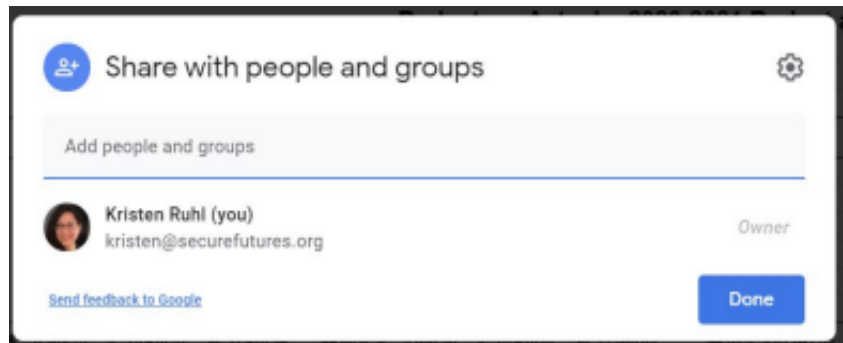 Share with people and groups
Add people and groups
Kristen Ruhl (you)
kristen@securefutures.org
Owner
Send feedback to Google
Done